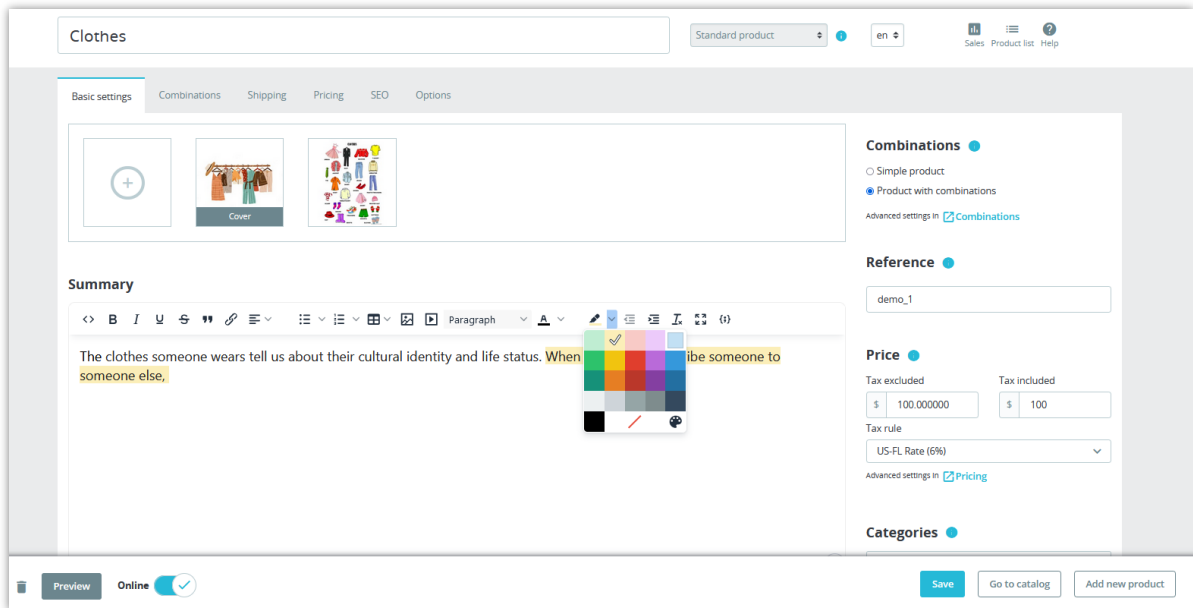 Clothes
Standard product
en
Sales Product list Help
Basic settings Combinations Shipping Pricing SEO Options
Cover
Summary
Paragraph
The clothes someone wears tell us about their cultural identity and life status. When ibe someone to
someone else,
Combinations
Simple product
Product with combinations
Advanced settings in Combinations
Reference
demo_1
Price
Tax excluded Tax included
$ 100.000000 $ 100
Tax rule
US-FL Rate (6%)
Advanced settings in Pricing
Categories
Preview
Online
Save
Go to catalog
Add new product